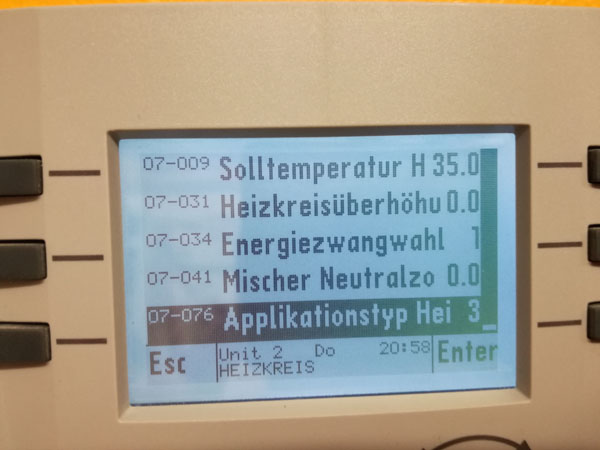 07-009 Solltemperatur H 35.0
07-031 Heizkreisüberhöhu 0.0
07-034 Energiezwangwahl 1
07-041 Mischer Neutralzo 0.0
07-076 Applikationstyp Hei 3_
Esc Unit 2 Do 20:58 Enter
HEIZKREIS